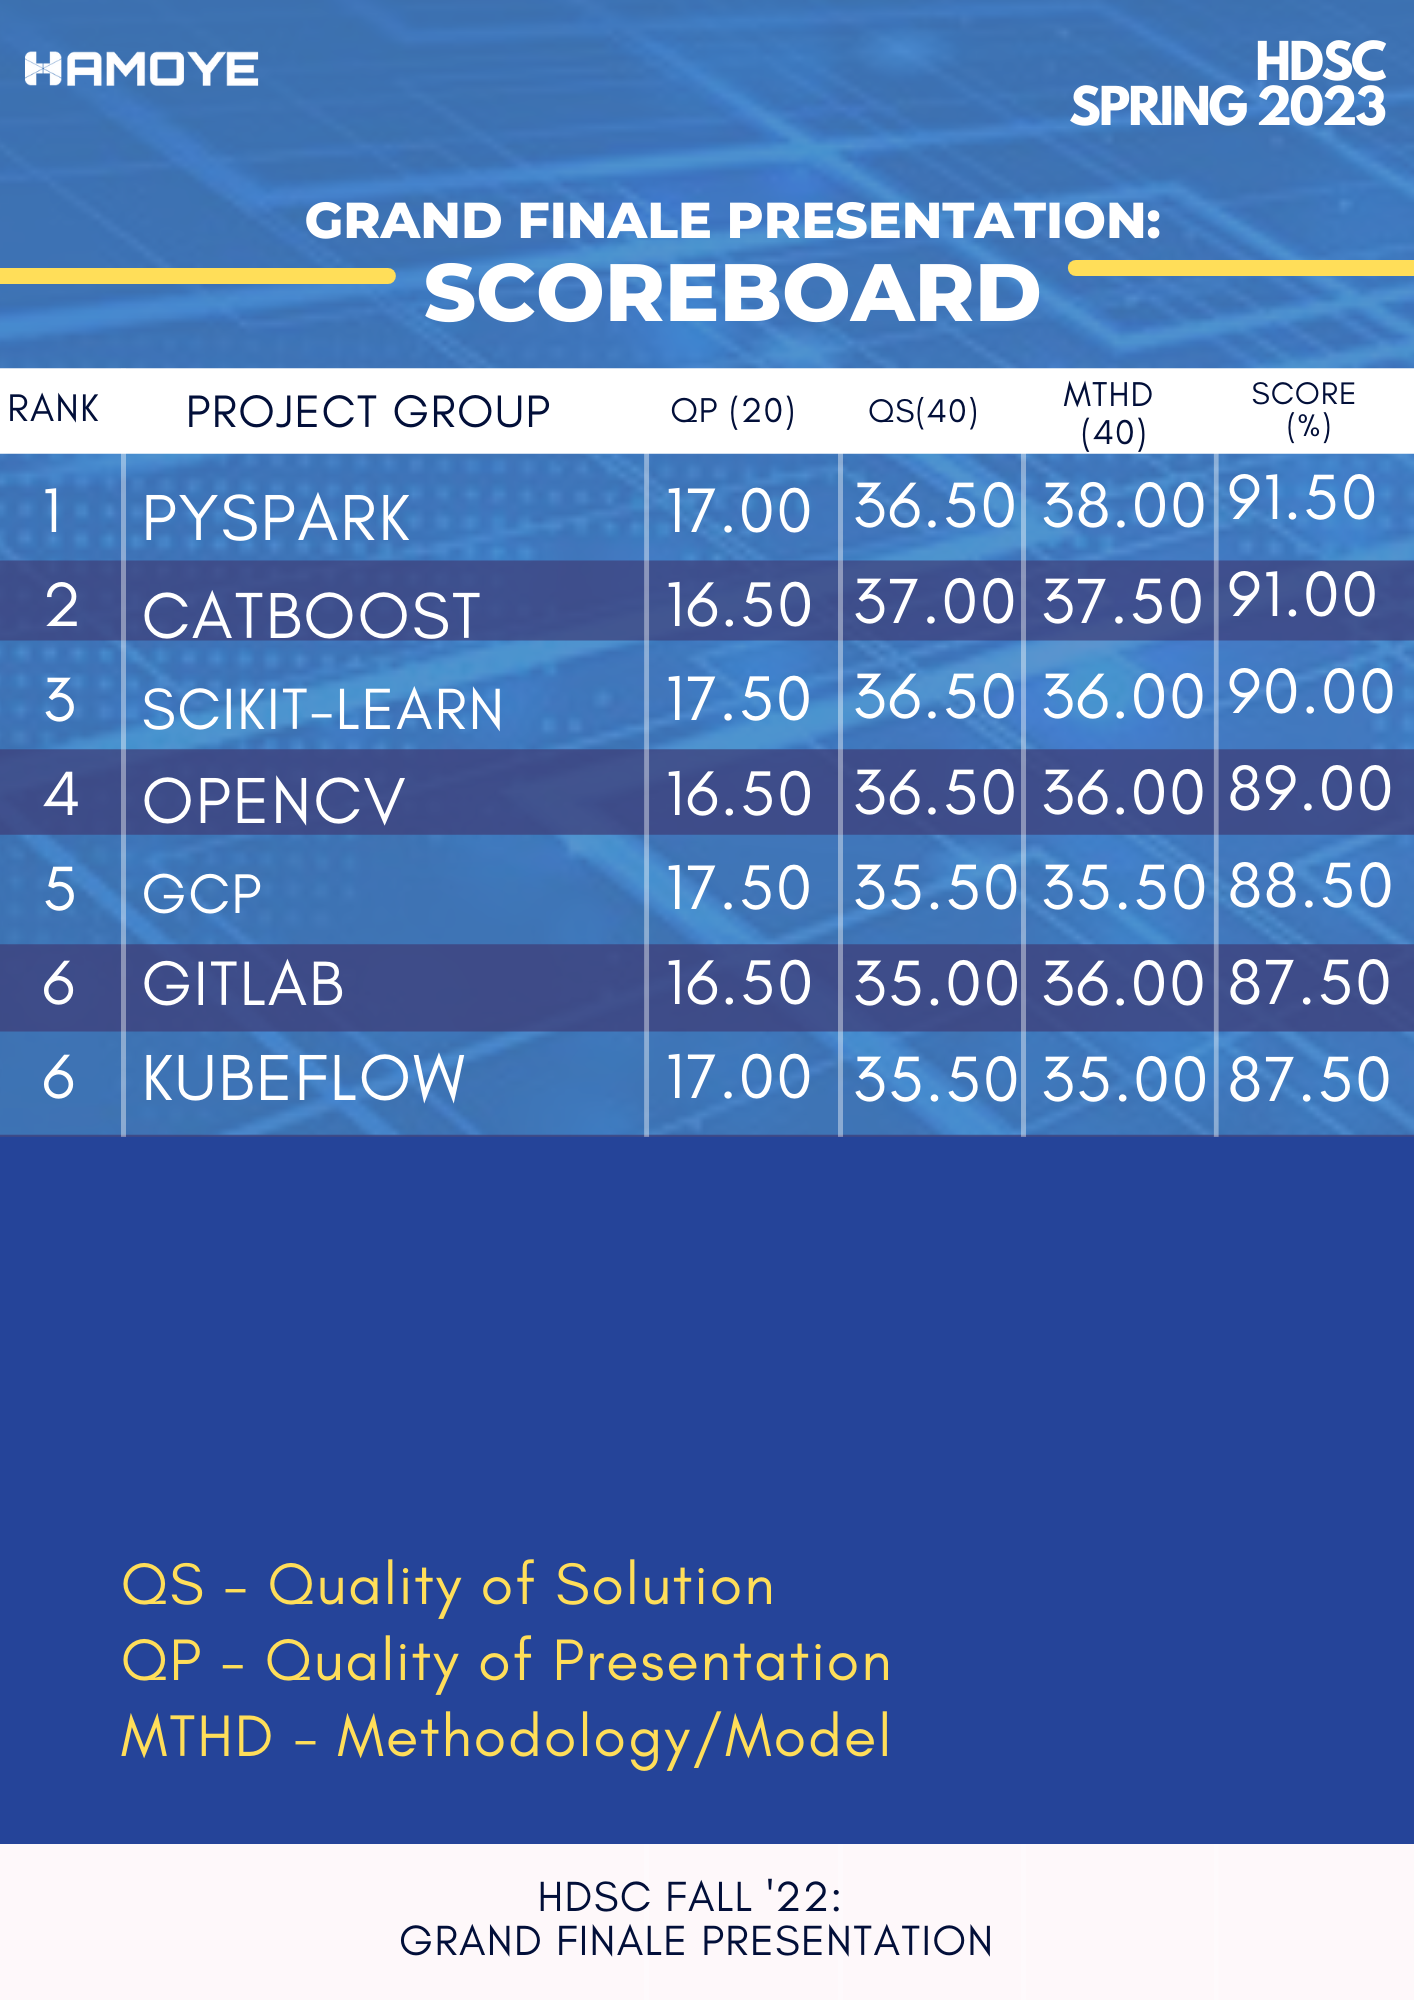 HAMOYE
HDSC
SPRING 2023
GRAND FINALE PRESENTATION:
SCOREBOARD
RANK PROJECT GROUP QP (20) QS(40) MTHD (40) SCORE (%)
1 PYSPARK 17.00 36.50 38.00 91.50
2 CATBOOST 16.50 37.00 37.50 91.00
3 SCIKIT-LEARN 17.50 36.50 36.00 90.00
4 OPENCV 16.50 36.50 36.00 89.00
5 GCP 17.50 35.50 35.50 88.50
6 GITLAB 16.50 35.00 36.00 87.50
6 KUBEFLOW 17.00 35.50 35.00 87.50
QS - Quality of Solution
QP - Quality of Presentation
MTHD - Methodology/Model
HDSC FALL '22:
GRAND FINALE PRESENTATION